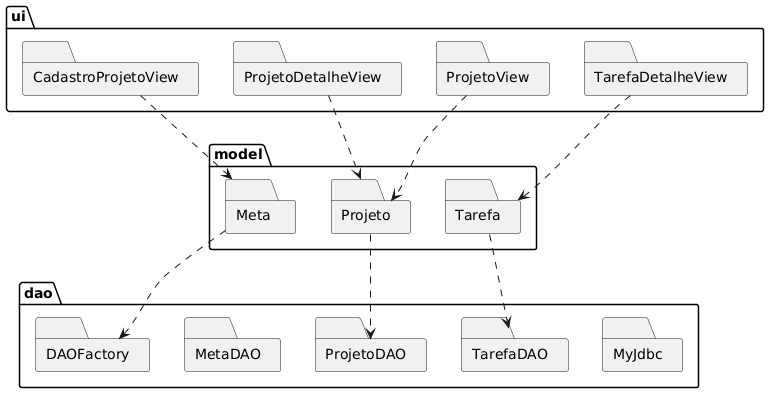 ui
CadastroProjetoView
ProjetoDetalheView
ProjetoView
TarefaDetalheView
model
Meta
Projeto
Tarefa
dao
DAOFactory
MetaDAO
ProjetoDAO
TarefaDAO
MyJdbc